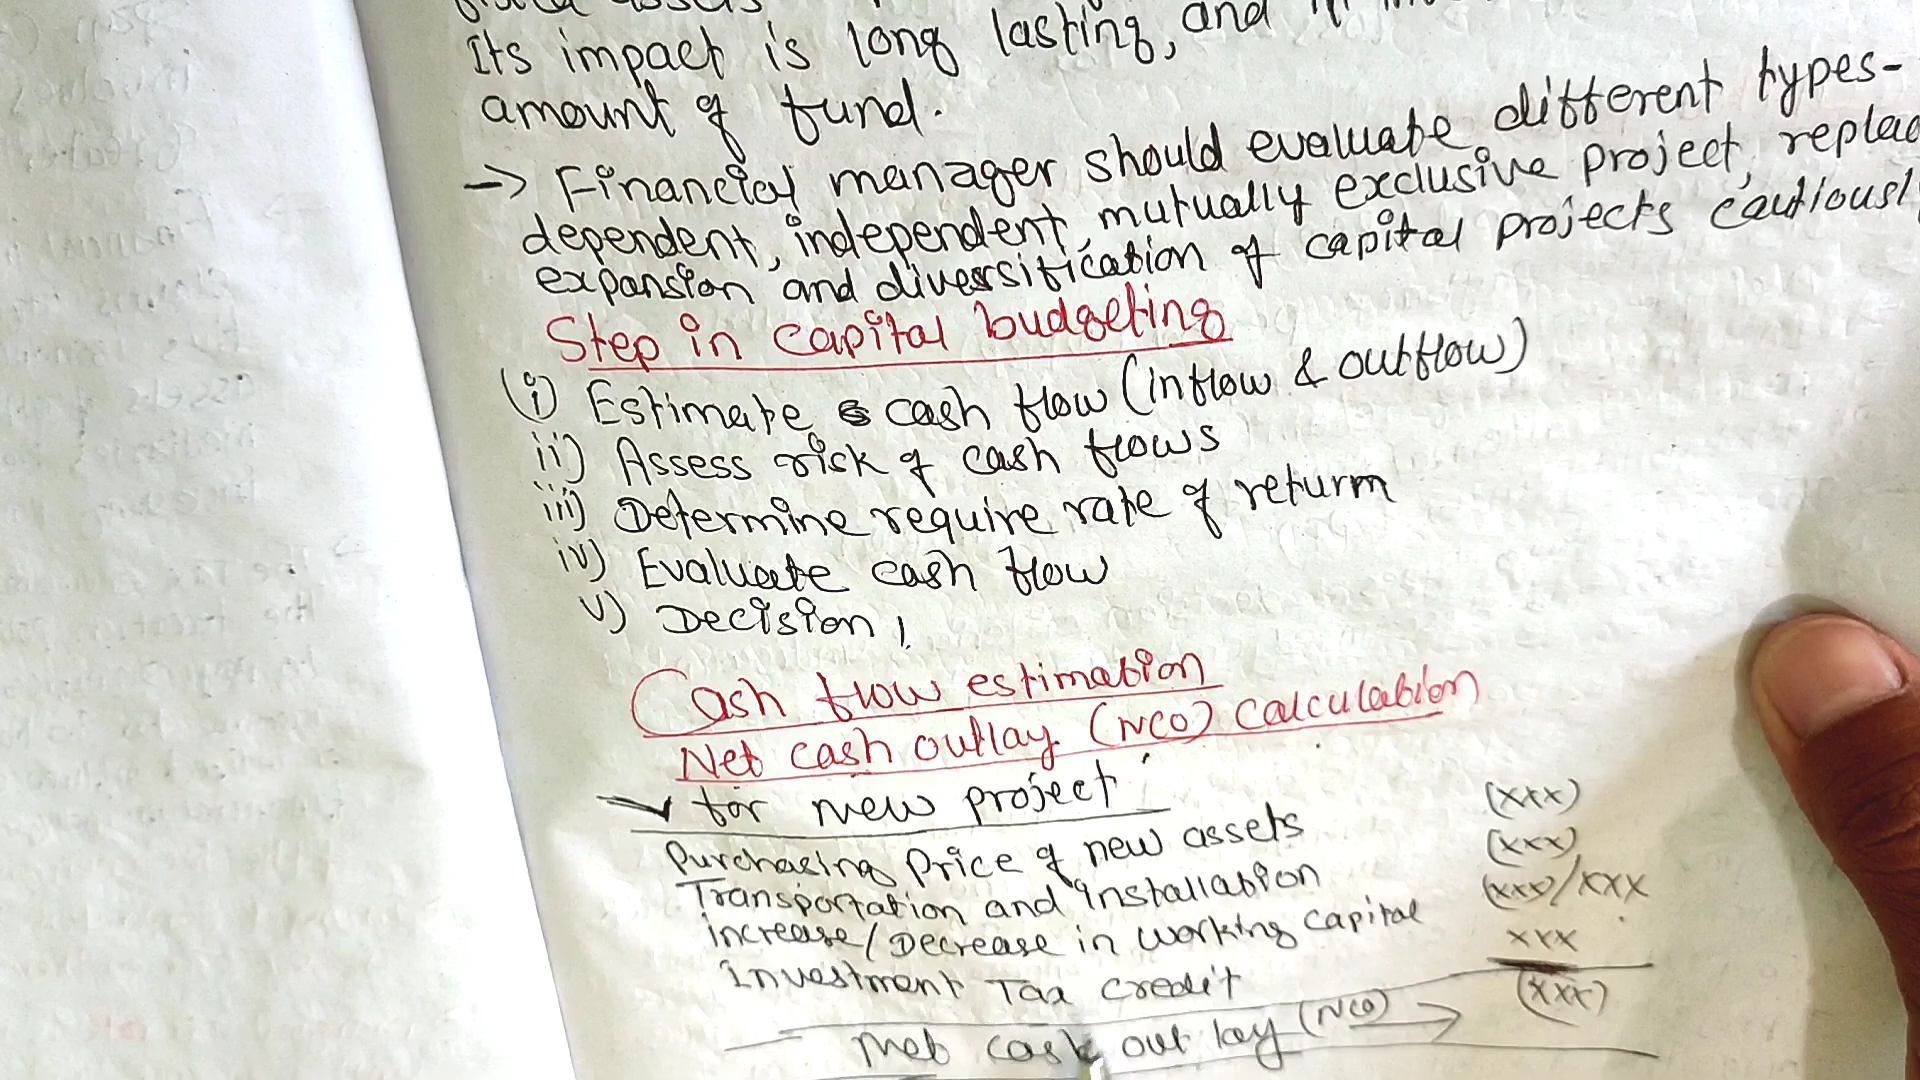 assets
Its impact is long lasting, and
amount of fund.
→ Financial manager should evaluate different types-
dependent, independent, mutually exclusive project, replac
expansion and diversification of capital projects cautiously
Step in capital budgeting
(i) Estimate cash flow (inflow & outflow)
ii) Assess risk of cash flows
iii) Determine require rate of return
iv) Evaluate cash flow
v) Decision,
Cash flow estimation
Net cash outlay (NCO) calculation
for new project
Purchasing price of new assets (xxx)
Transportation and installation (xxx)
increase/Decrease in working capital (xxx)/xxx
Investment Tax credit xxx
Net cash out lay (NCO) → (xxx)